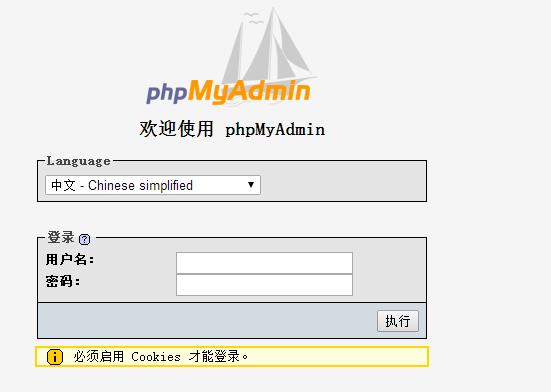 phpMyAdmin
欢迎使用 phpMyAdmin
Language
中文 - Chinese simplified
登录 ?
用户名:
密码:
执行
i 必须启用 Cookies 才能登录。